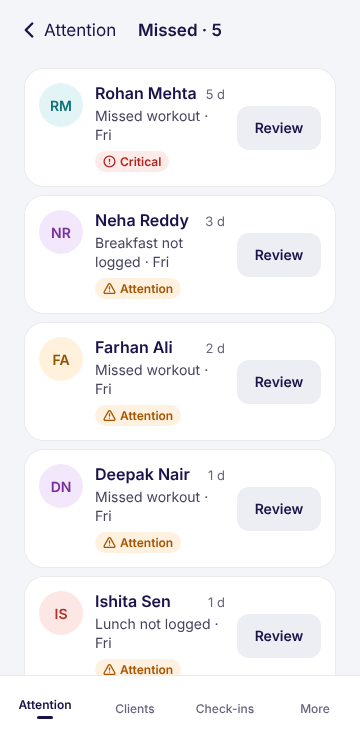 Attention Missed · 5
RM Rohan Mehta 5 d
Missed workout ·
Fri
Critical
Review
NR Neha Reddy 3 d
Breakfast not
logged · Fri
Attention
Review
FA Farhan Ali 2 d
Missed workout ·
Fri
Attention
Review
DN Deepak Nair 1 d
Missed workout ·
Fri
Attention
Review
IS Ishita Sen 1 d
Lunch not logged ·
Fri
Attention
Review
Attention Clients Check-ins More